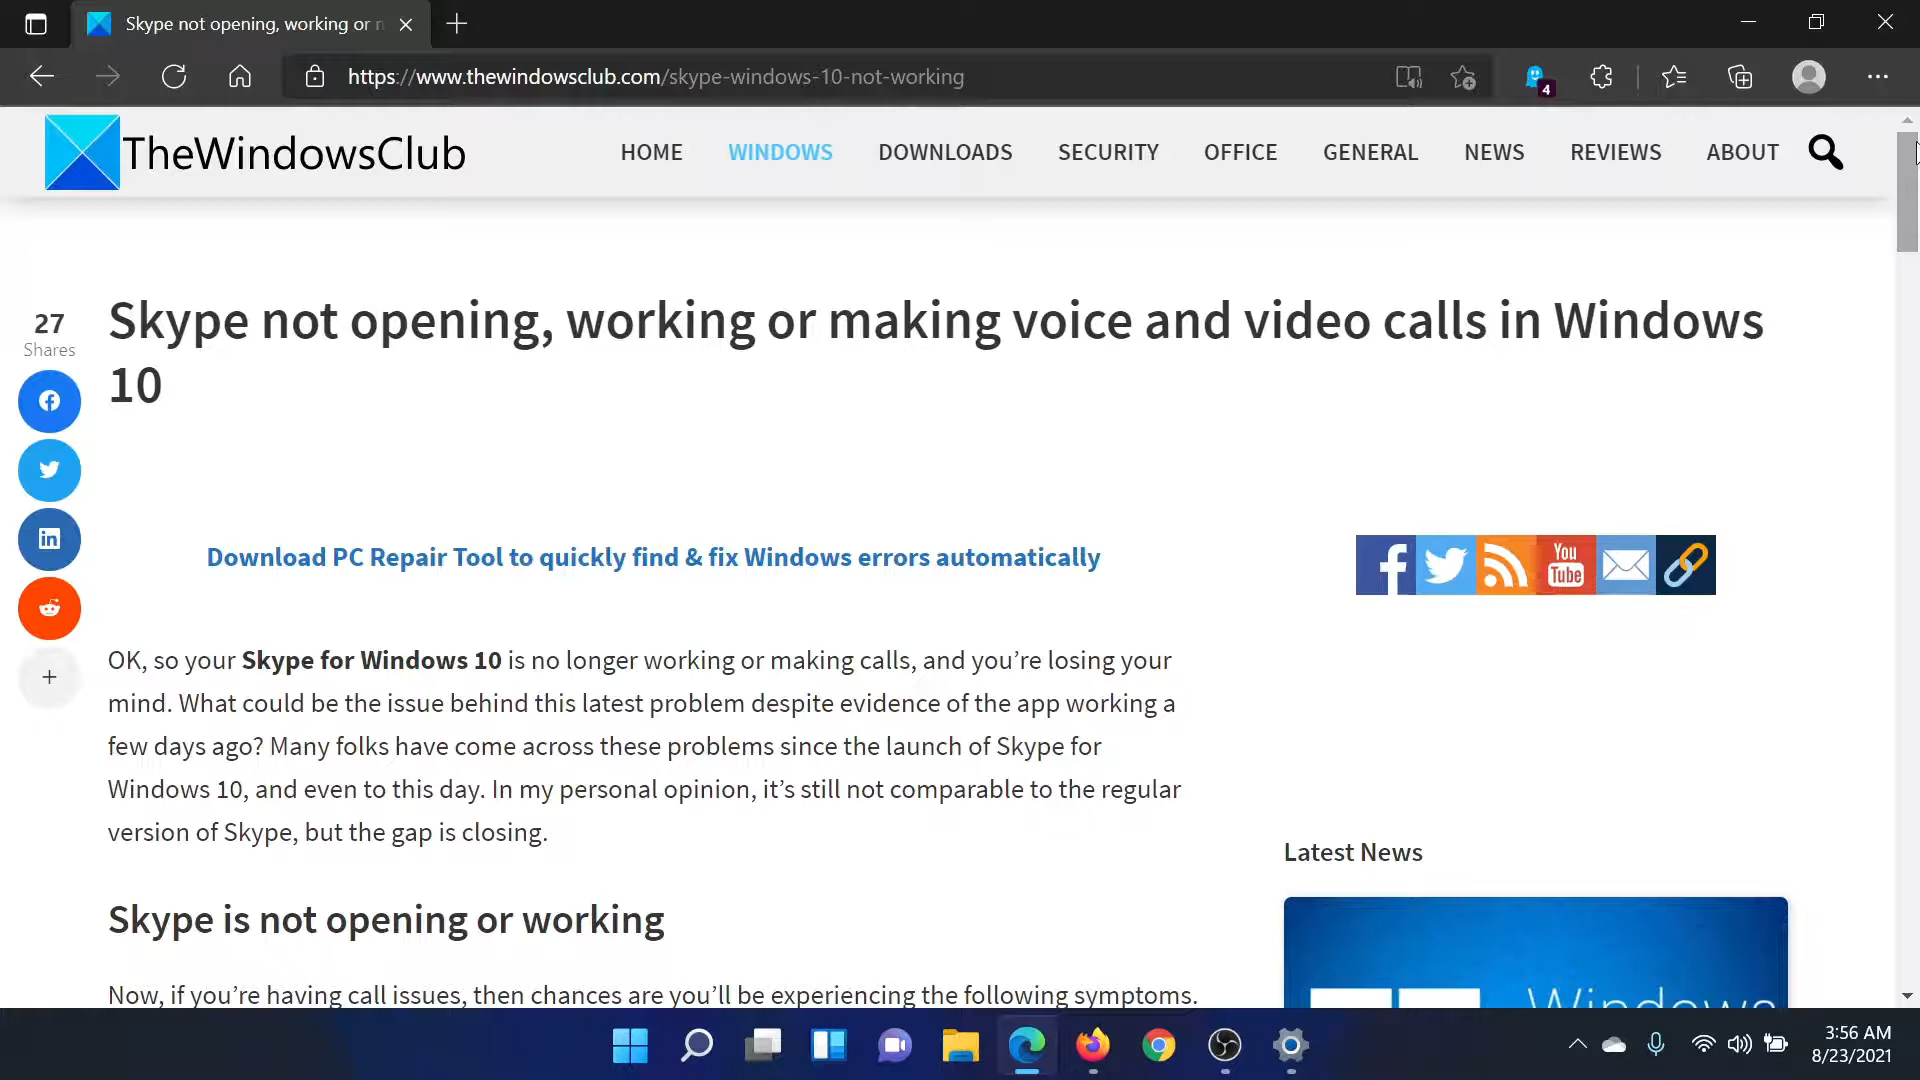 Skype not opening, working or
https://www.thewindowsclub.com/skype-windows-10-not-working
4
TheWindowsClub
HOME WINDOWS DOWNLOADS SECURITY OFFICE GENERAL NEWS REVIEWS ABOUT
Skype not opening, working or making voice and video calls in Windows
10
27
Shares
Download PC Repair Tool to quickly find & fix Windows errors automatically
You
Tube
OK, so your Skype for Windows 10 is no longer working or making calls, and you’re losing your
mind. What could be the issue behind this latest problem despite evidence of the app working a
few days ago? Many folks have come across these problems since the launch of Skype for
Windows 10, and even to this day. In my personal opinion, it’s still not comparable to the regular
version of Skype, but the gap is closing.
Latest News
Skype is not opening or working
Now, if you’re having call issues, then chances are you’ll be experiencing the following symptoms.
Windows
3:56 AM
8/23/2021